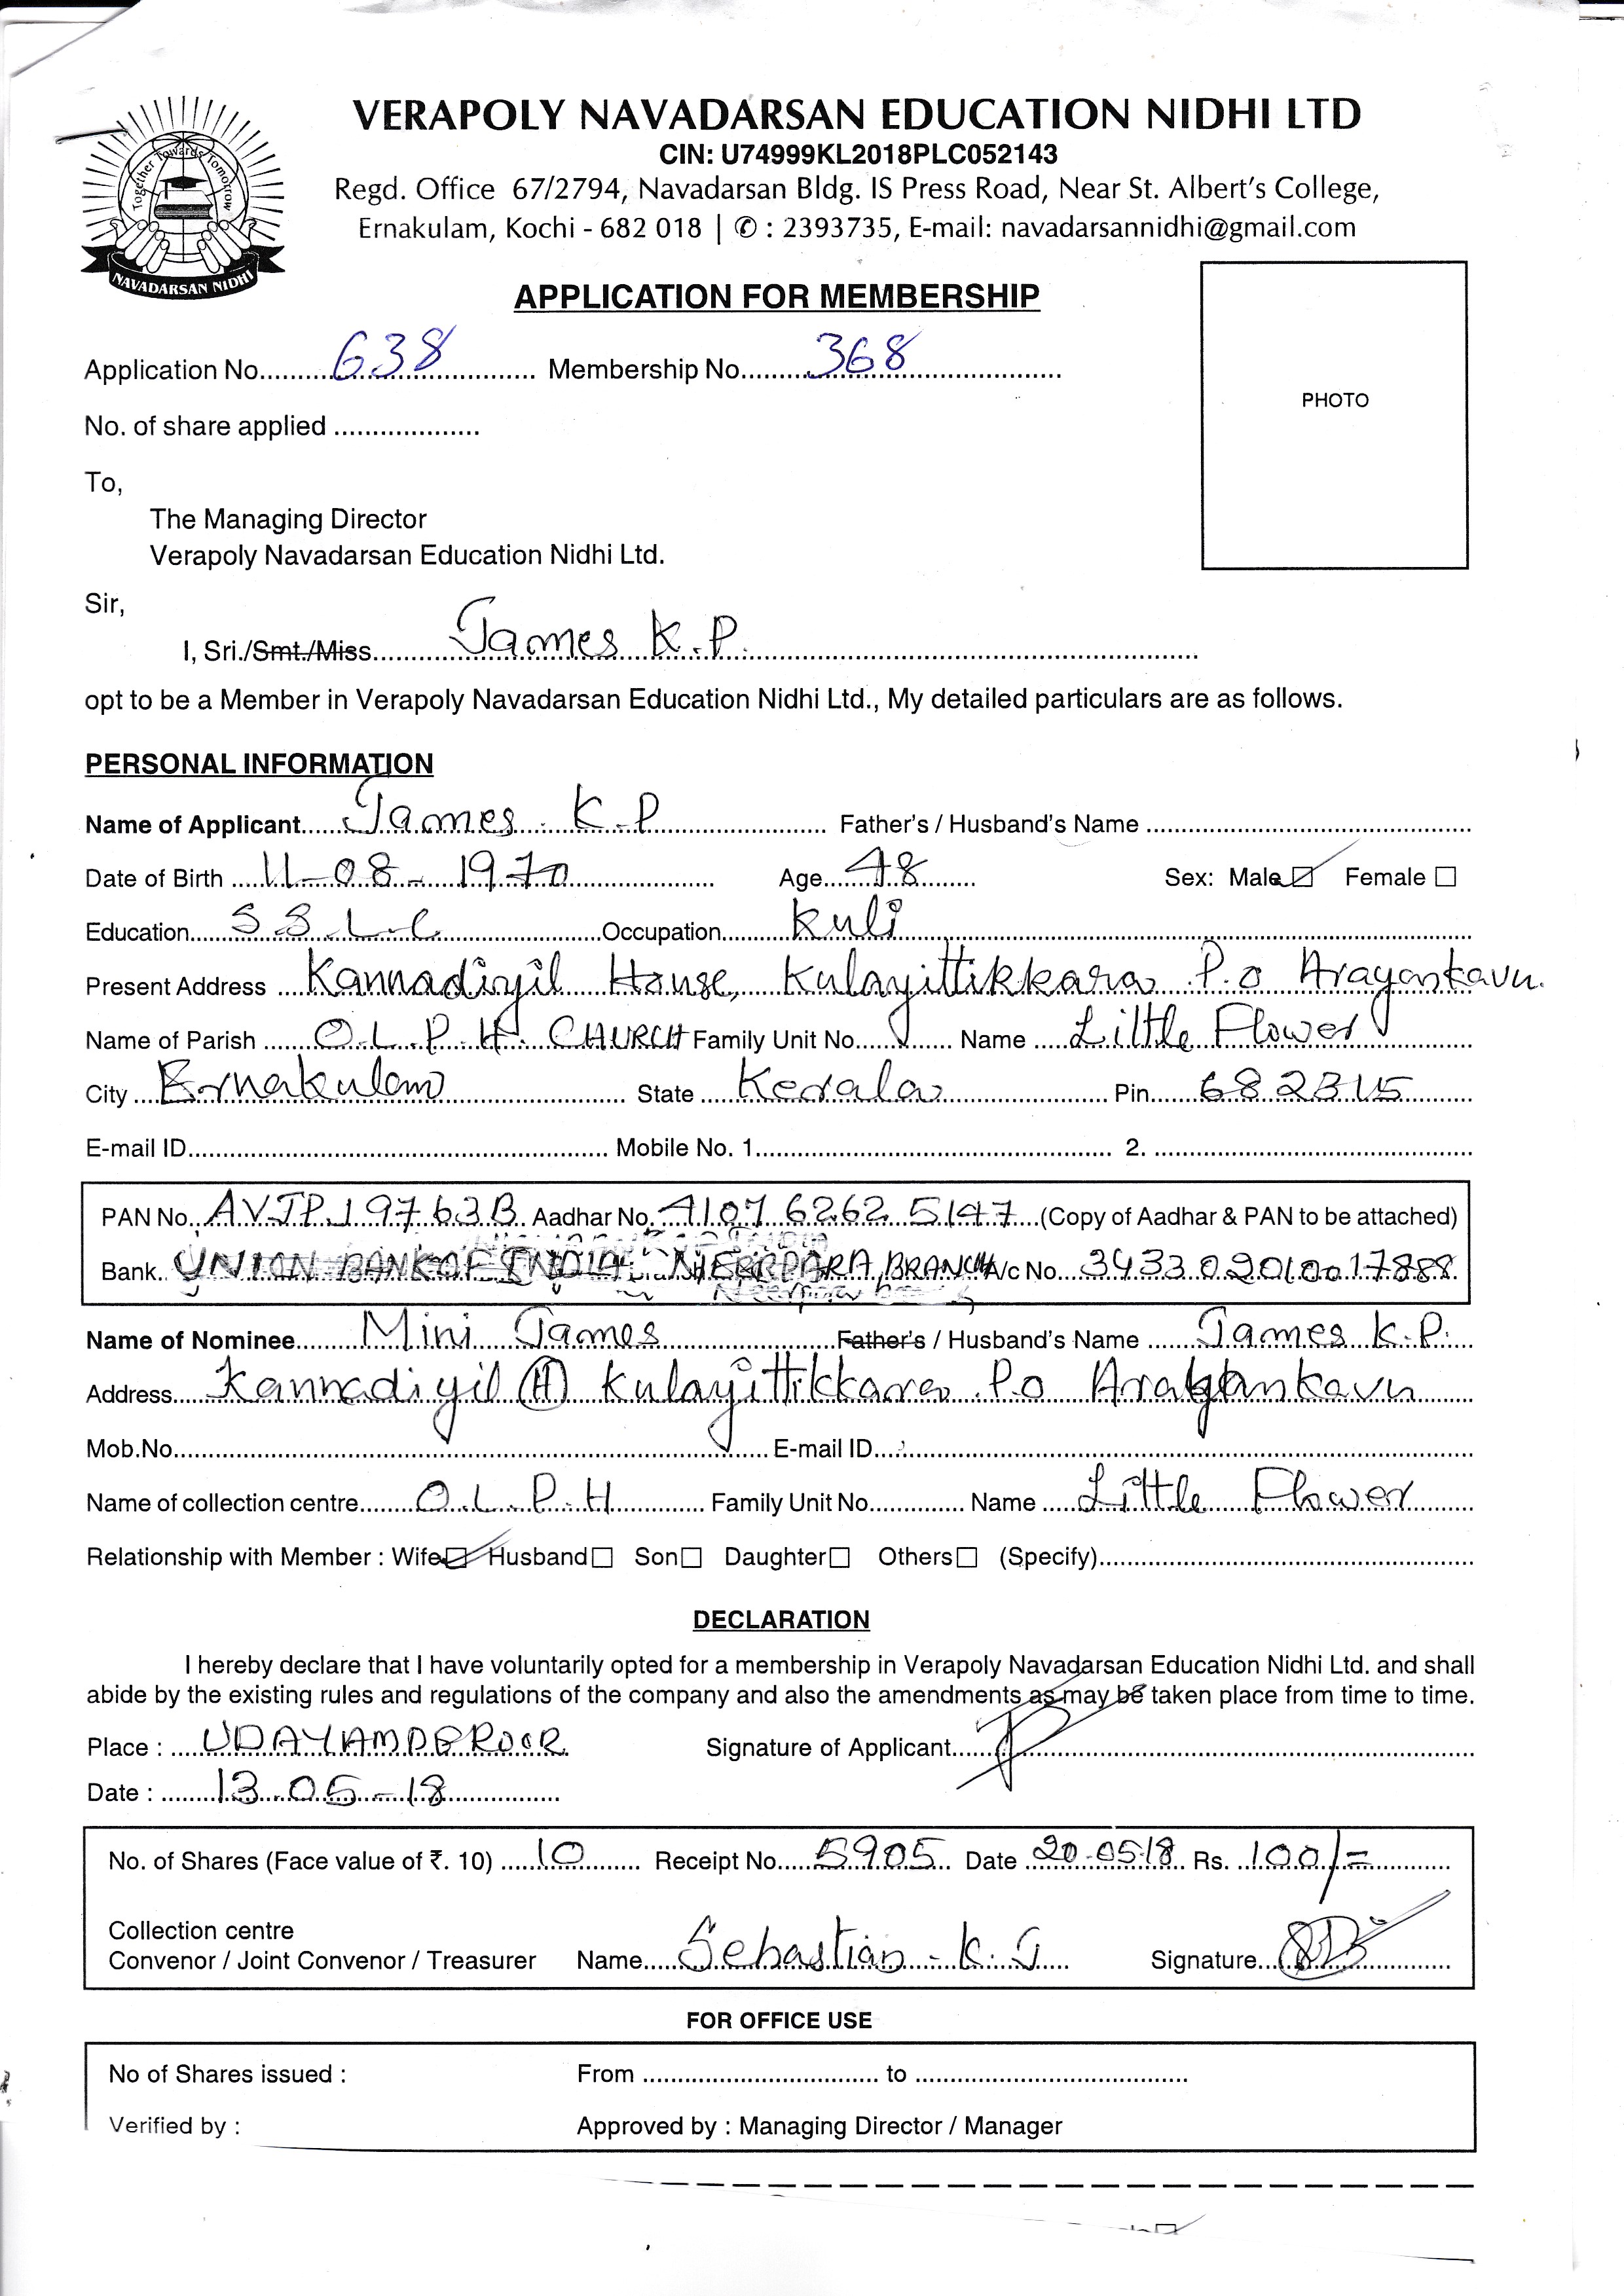 Together Towards Tomorrow
NAVADARSAN NIDHI
VERAPOLY NAVADARSAN EDUCATION NIDHI LTD
CIN: U74999KL2018PLC052143
Regd. Office 67/2794, Navadarsan Bldg. IS Press Road, Near St. Albert's College,
Ernakulam, Kochi - 682 018 | ✆ : 2393735, E-mail: navadarsannidhi@gmail.com
APPLICATION FOR MEMBERSHIP
PHOTO
Application No. 638 Membership No. 368
No. of share applied
To,
The Managing Director
Verapoly Navadarsan Education Nidhi Ltd.
Sir,
I, Sri./Smt./Miss. James K.P.
opt to be a Member in Verapoly Navadarsan Education Nidhi Ltd., My detailed particulars are as follows.
PERSONAL INFORMATION
Name of Applicant James K.P Father's / Husband's Name
Date of Birth 11-08-1970 Age 48 Sex: Male ☑ Female ☐
Education S S L C Occupation Kuli
Present Address Kannadiyil House, Kulayittikkara P.o Arayankavu.
Name of Parish O.L.P.H. CHURCH Family Unit No. Name Little Flower
City Ernakulam State Kerala Pin 682315
E-mail ID Mobile No. 1. 2.
PAN No. AVJPJ9763B Aadhar No. 4107 6262 5147 (Copy of Aadhar & PAN to be attached)
Bank UNION BANK OF INDIA NEERPARA BRANCH A/c No. 343302010017888
Name of Nominee Mini James Father's / Husband's Name James K.P.
Address Kannadiyil (H) Kulayittikkara P.o Arayankavu
Mob.No. E-mail ID
Name of collection centre O.L.P.H Family Unit No. Name Little Flower
Relationship with Member : Wife ☑ Husband ☐ Son ☐ Daughter ☐ Others ☐ (Specify)
DECLARATION
I hereby declare that I have voluntarily opted for a membership in Verapoly Navadarsan Education Nidhi Ltd. and shall
abide by the existing rules and regulations of the company and also the amendments as may be taken place from time to time.
Place : UDAYAMPEROOR Signature of Applicant
Date : 13-05-18
No. of Shares (Face value of ₹. 10) 10 Receipt No. 5905 Date 20-05-18 Rs. 100/=
Collection centre
Convenor / Joint Convenor / Treasurer Name Sebastian - K. J Signature
FOR OFFICE USE
No of Shares issued : From to
Verified by : Approved by : Managing Director / Manager